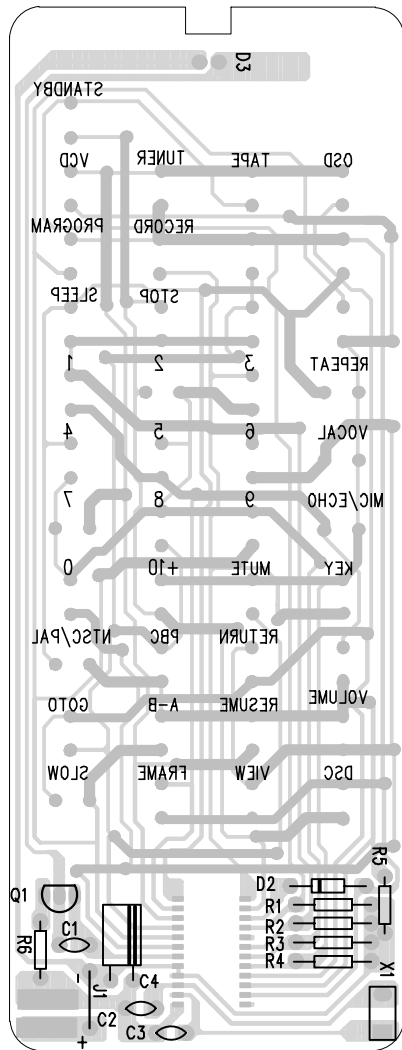 D3
STANDBY
VCD TUNER TAPE OSD
PROGRAM RECORD
SLEEP STOP
1 2 3 REPEAT
4 5 6 VOCAL
7 8 9 MIC/ECHO
0 +10 MUTE KEY
NTSC/PAL PBC RETURN
GOTO A-B RESUME VOLUME
SLOW FRAME VIEW DSC
Q1
D2
R5
R1
R2
R3
R4
R6
C1
C4
J1
X1
-
C2
C3
+